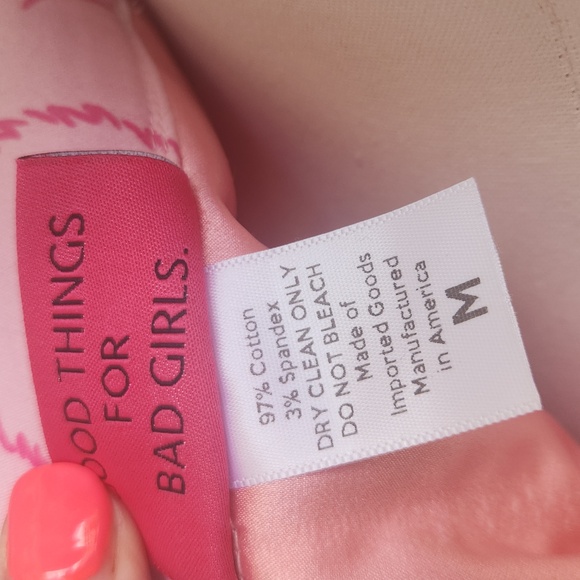 OOD THINGS
FOR
BAD GIRLS.
97% Cotton
3% Spandex
DRY CLEAN ONLY
DO NOT BLEACH
Made of
Imported Goods
Manufactured
in America
M